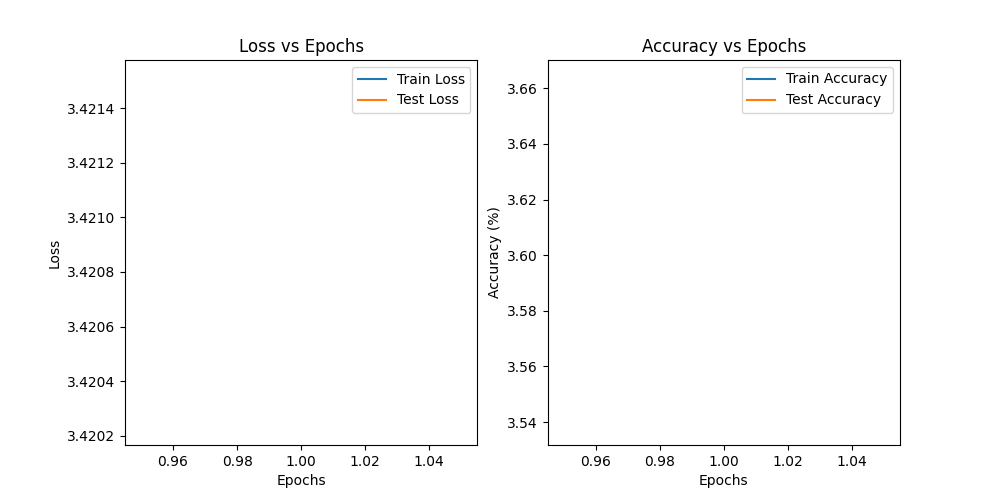 Loss vs Epochs
Train Loss
Test Loss
3.4214
3.4212
3.4210
3.4208
3.4206
3.4204
3.4202
Loss
0.96 0.98 1.00 1.02 1.04
Epochs
Accuracy vs Epochs
Train Accuracy
Test Accuracy
3.66
3.64
3.62
3.60
3.58
3.56
3.54
Accuracy (%)
0.96 0.98 1.00 1.02 1.04
Epochs